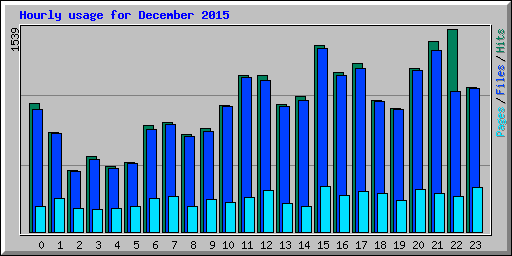 Hourly usage for December 2015
1539
Pages/Files/Hits
0 1 2 3 4 5 6 7 8 9 10 11 12 13 14 15 16 17 18 19 20 21 22 23